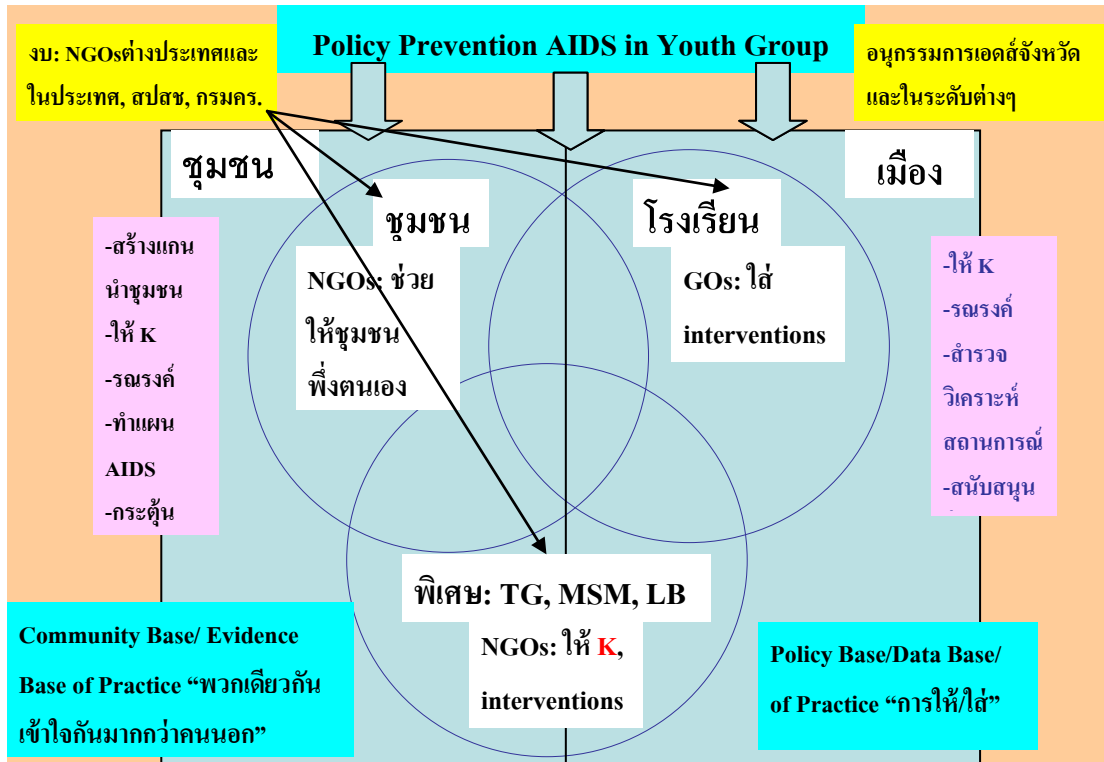 งบ: NGOsต่างประเทศและ
ในประเทศ, สปสช, กรมคร.
Policy Prevention AIDS in Youth Group
อนุกรรมการเอดส์จังหวัด
และในระดับต่างๆ
ชุมชน
เมือง
ชุมชน
NGOs: ช่วย
ให้ชุมชน
พึ่งตนเอง
โรงเรียน
GOs: ใส่
interventions
-สร้างแกน
นำชุมชน
-ให้ K
-รณรงค์
-ทำแผน
AIDS
-กระตุ้น
-ให้ K
-รณรงค์
-สำรวจ
วิเคราะห์
สถานการณ์
-สนับสนุน
พิเศษ: TG, MSM, LB
NGOs: ให้ K,
interventions
Community Base/ Evidence
Base of Practice “พวกเดียวกัน
เข้าใจกันมากกว่าคนนอก”
Policy Base/Data Base/
of Practice “การให้/ใส่”